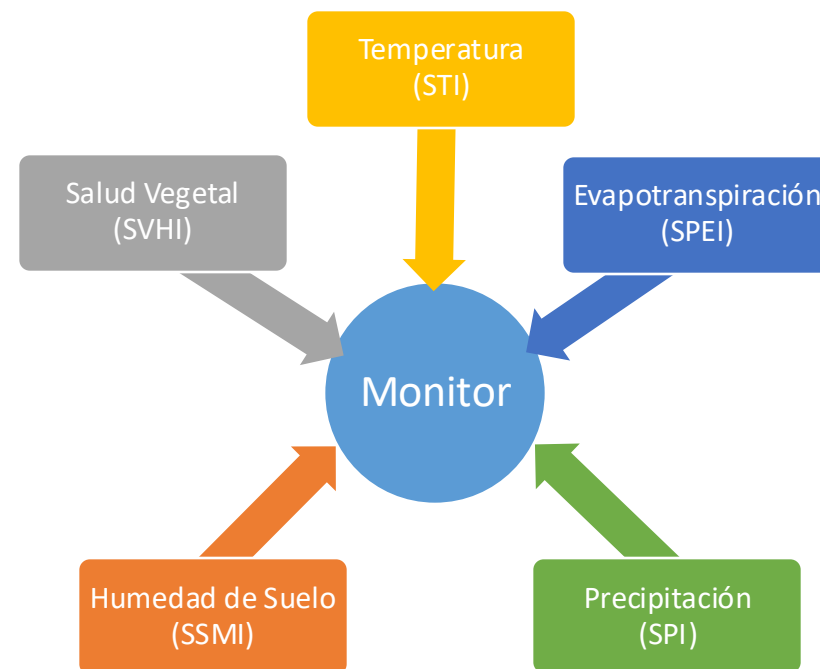 Temperatura
(STI)
Salud Vegetal
(SVHI)
Evapotranspiración
(SPEI)
Monitor
Humedad de Suelo
(SSMI)
Precipitación
(SPI)